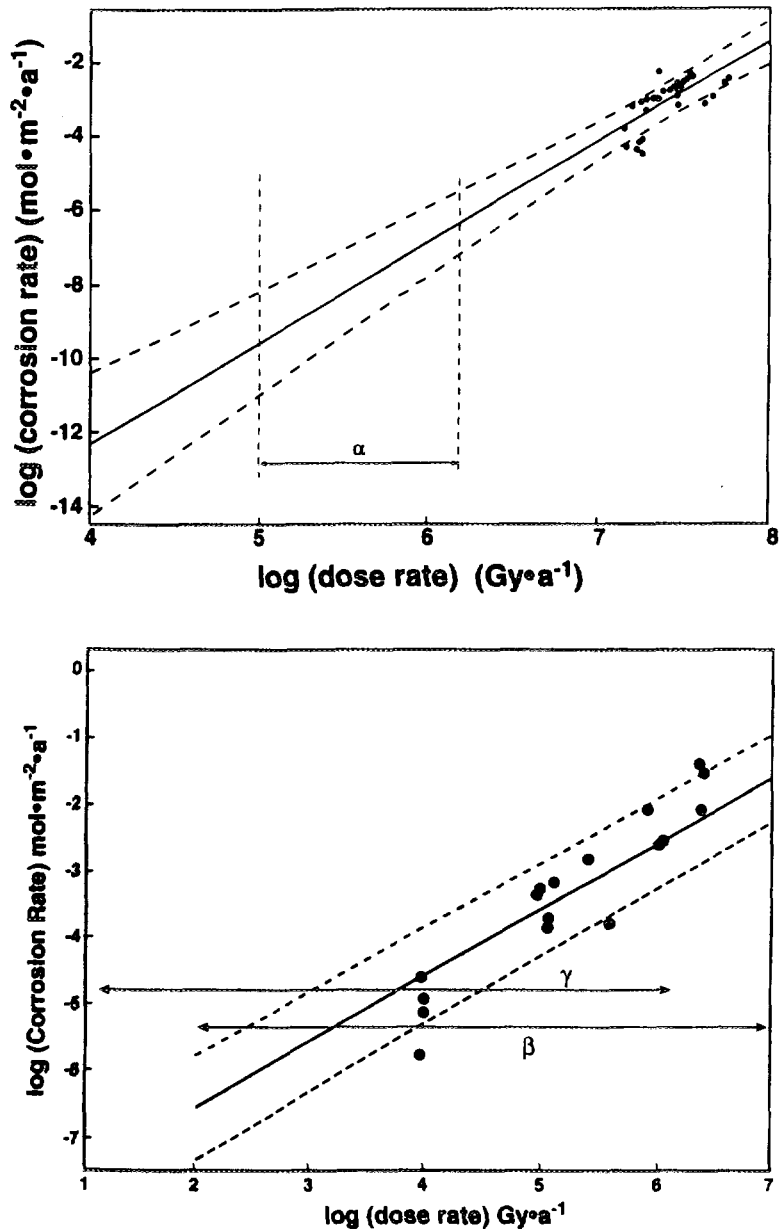 -2
-4
-6
-8
-10
-12
-14
log (corrosion rate) (mol•m-2•a-1)
α
4 5 6 7 8
log (dose rate) (Gy•a-1)
0
-1
-2
-3
-4
-5
-6
-7
log (Corrosion Rate) mol•m-2•a-1
γ
β
1 2 3 4 5 6 7
log (dose rate) Gy•a-1